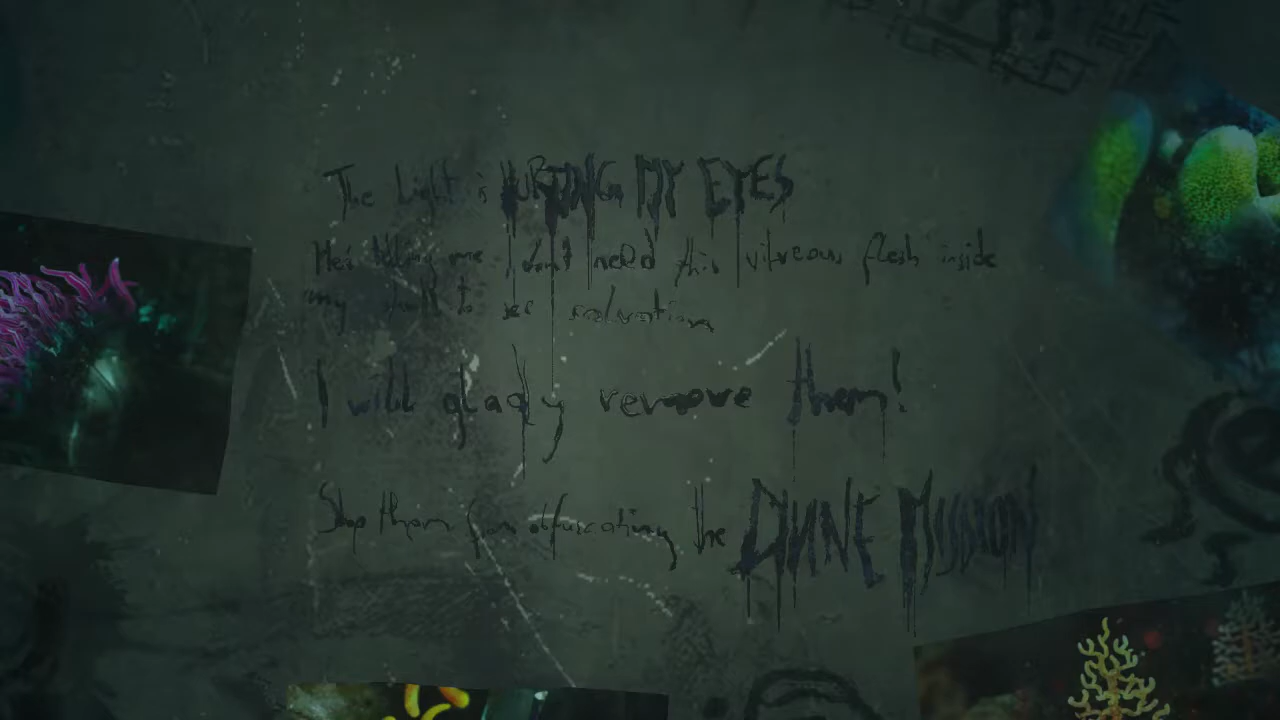 The Light is HURTING MY EYES
He's telling me I don't need this vitreous flesh inside
my skull to see salvation
I will gladly remove them!
Stop them from obfuscating the DIVINE MISSION